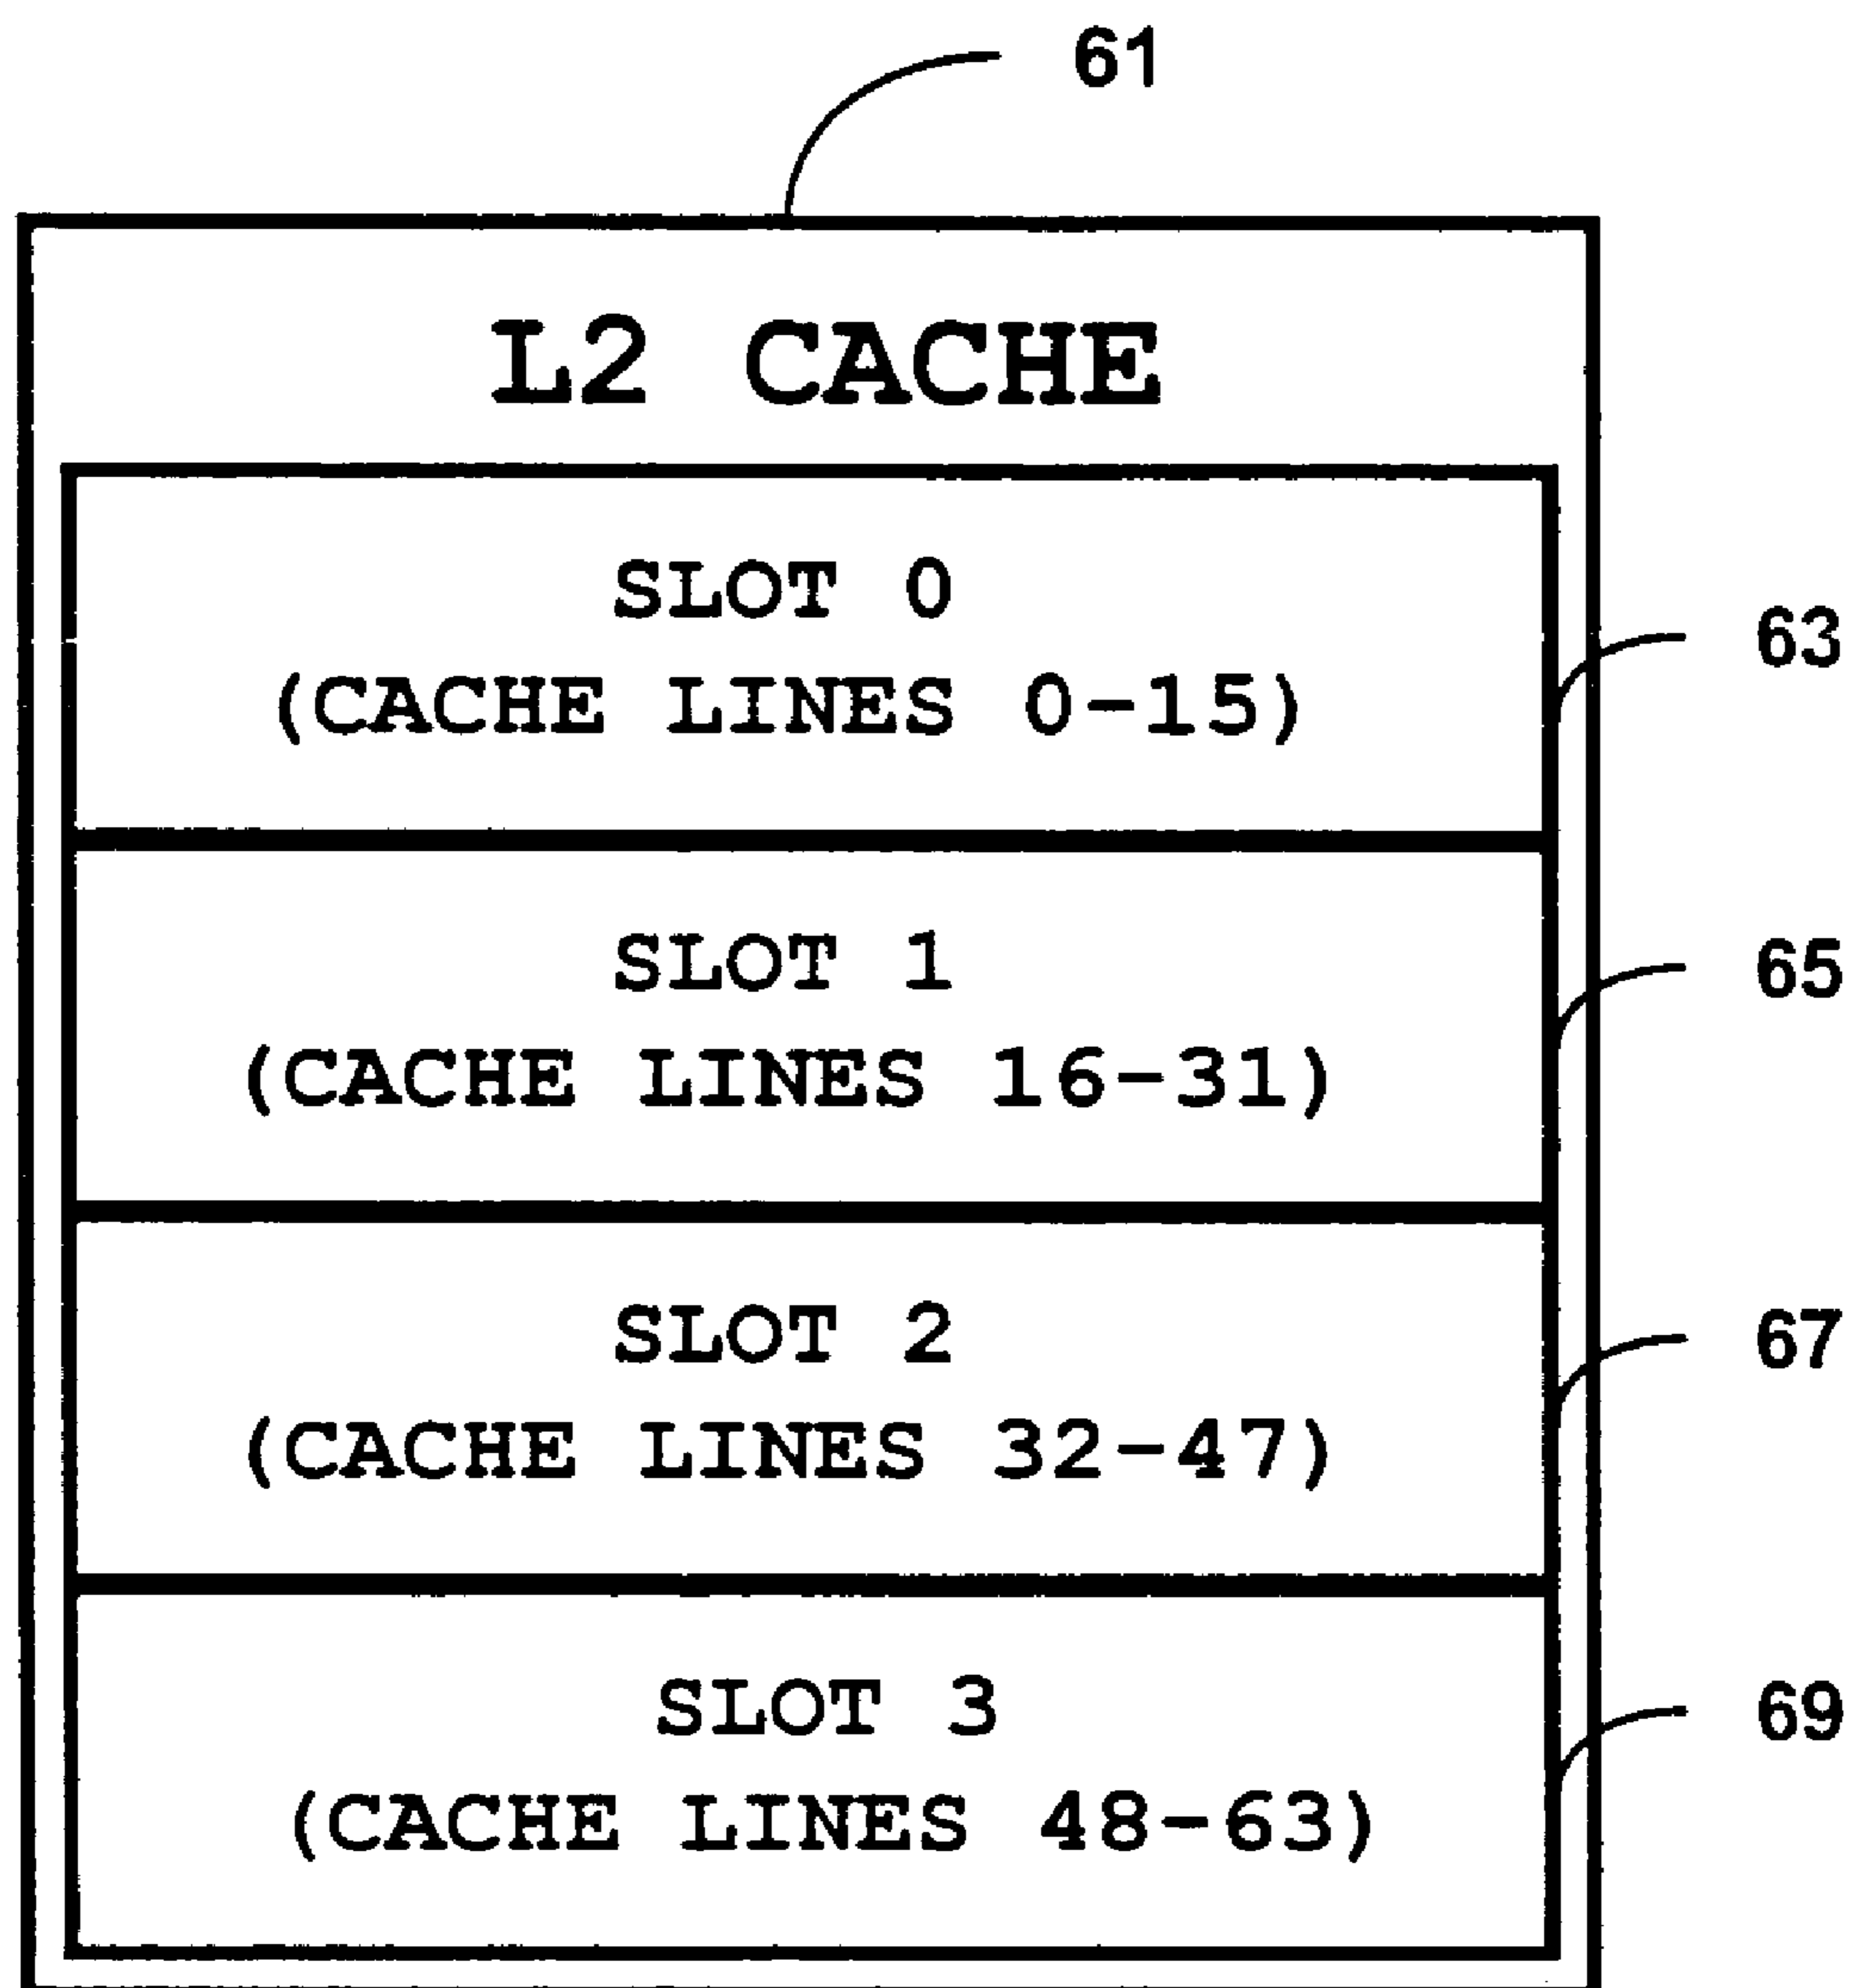 61
L2 CACHE
SLOT 0
(CACHE LINES 0-15)
63
SLOT 1
(CACHE LINES 16-31)
65
SLOT 2
(CACHE LINES 32-47)
67
SLOT 3
(CACHE LINES 48-63)
69